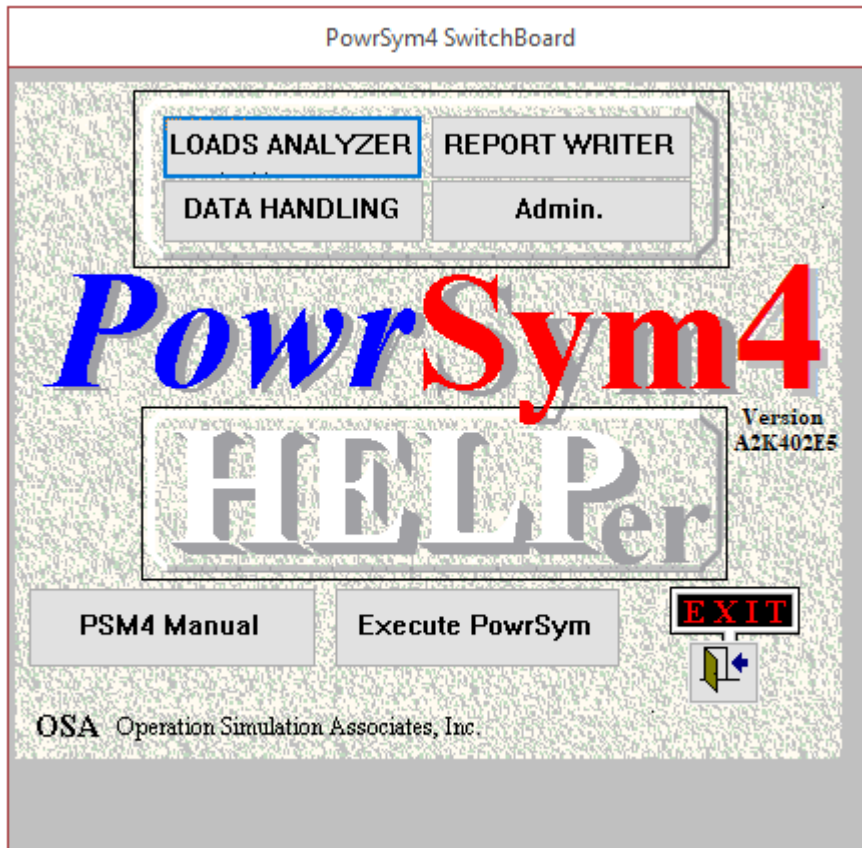 PowrSym4 SwitchBoard
LOADS ANALYZER REPORT WRITER
DATA HANDLING Admin.
PowrSym4
Version
A2K402E5
HELPer
EXIT
PSM4 Manual Execute PowrSym
OSA Operation Simulation Associates, Inc.